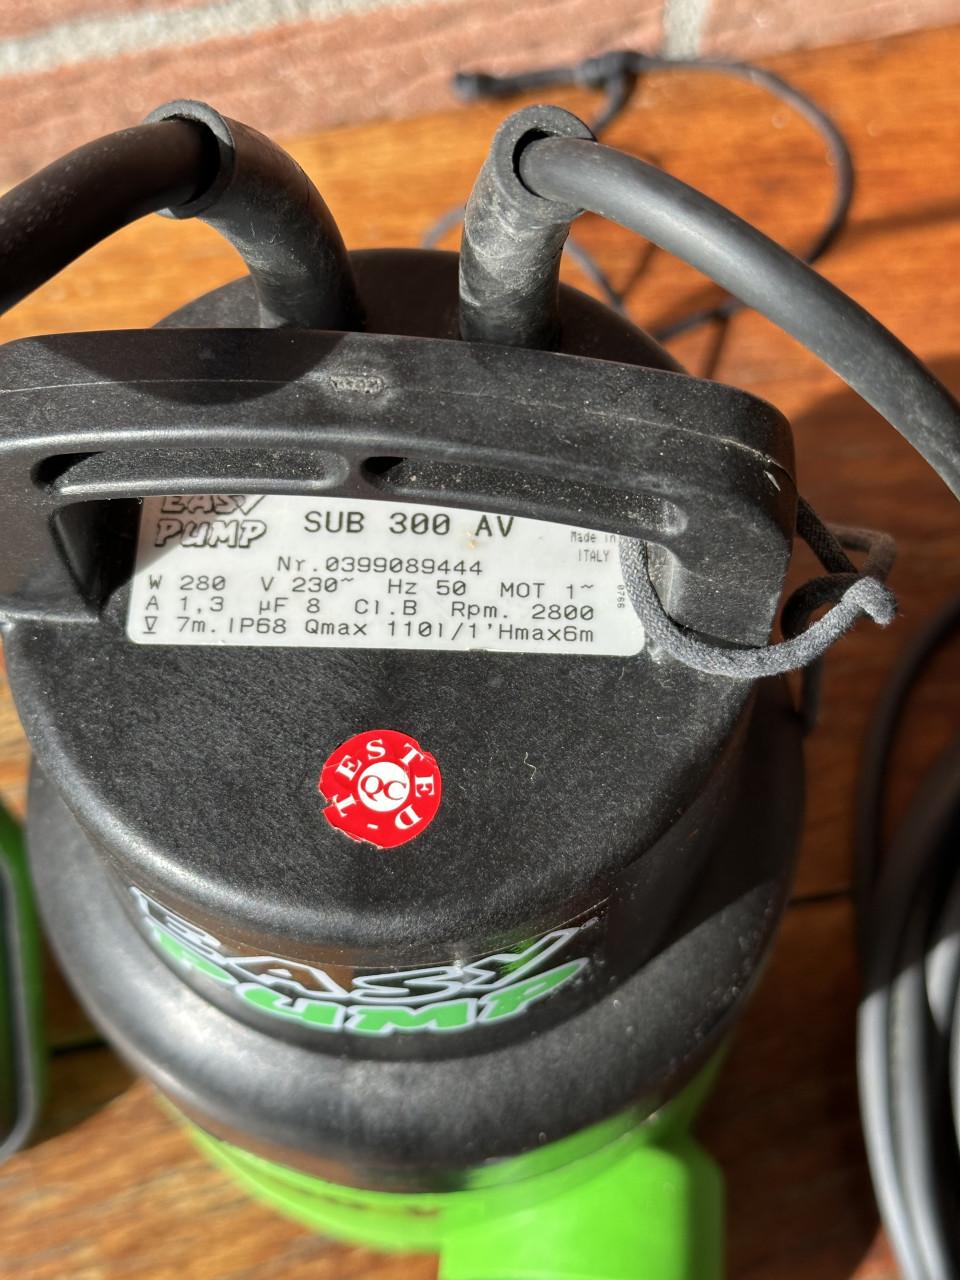 EASY
PUMP
SUB 300 AV
Made in
ITALY
Nr.0399089444
W 280 V 230~ Hz 50 MOT 1~
A 1,3 µF 8 Cl.B Rpm. 2800
7m. IP68 Qmax 110l/1'Hmax6m
0766
TESTED -
QC
EASY
PUMP